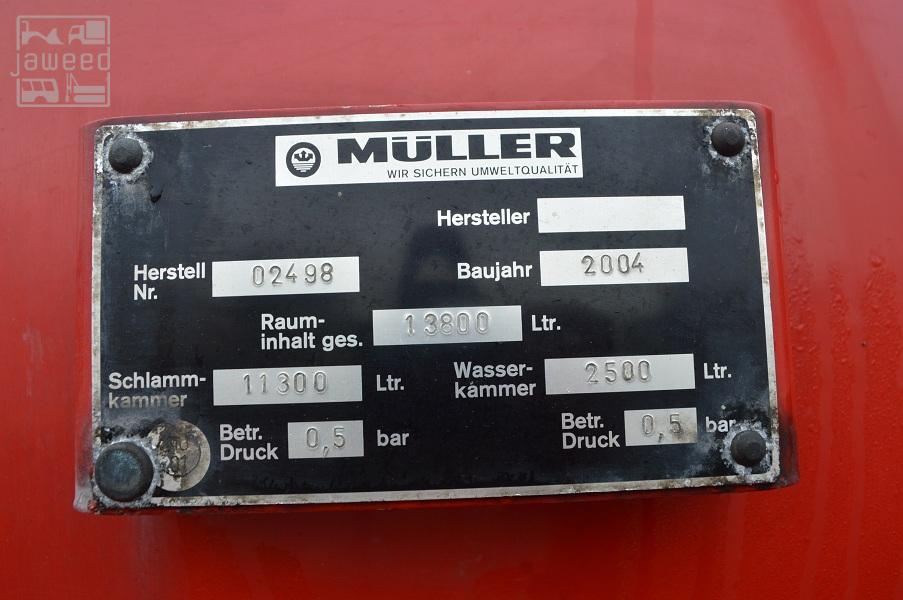 jaweed
MÜLLER
WIR SICHERN UMWELTQUALITÄT
Hersteller
Herstell Nr. 02498
Baujahr 2004
Raum-
inhalt ges. 13800 Ltr.
Schlamm-
kammer 11300 Ltr.
Wasser-
kammer 2500 Ltr.
Betr.
Druck 0,5 bar
Betr.
Druck 0,5 bar